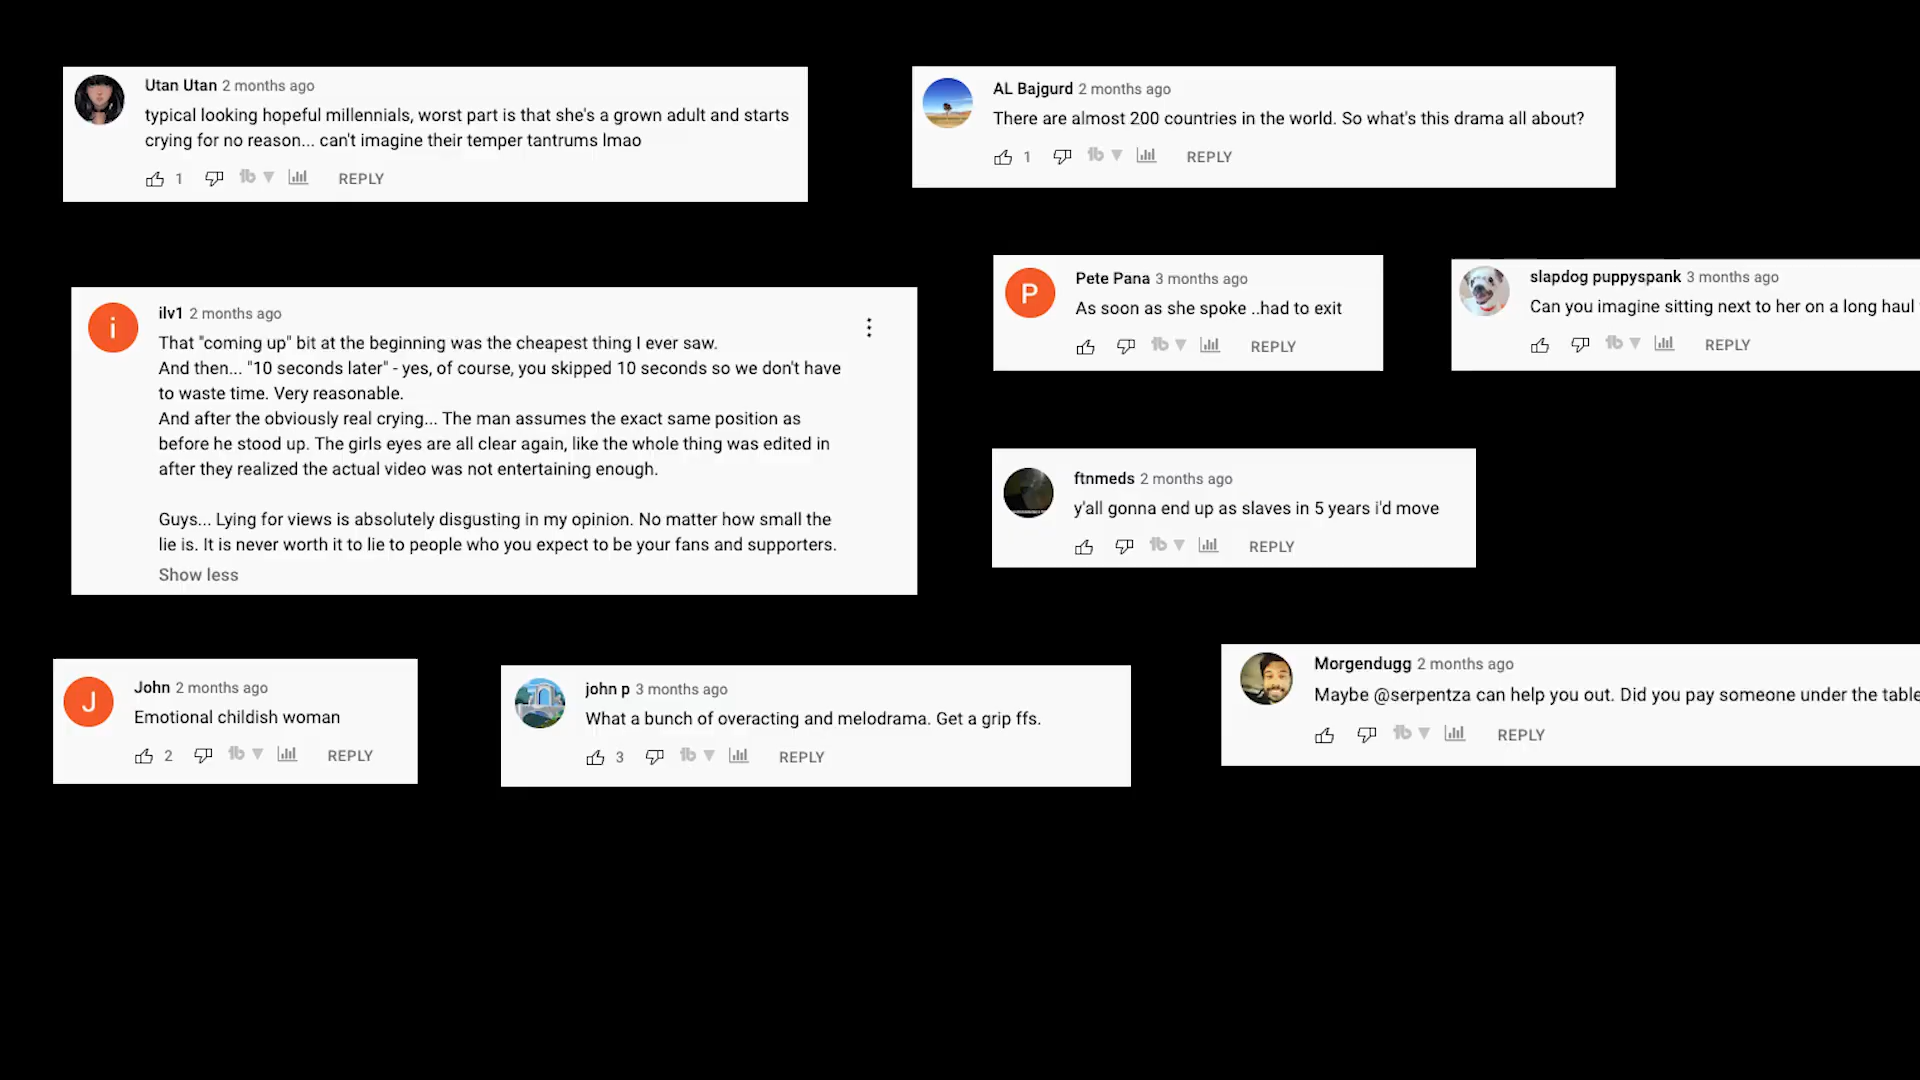 Utan Utan 2 months ago
typical looking hopeful millennials, worst part is that she's a grown adult and starts
crying for no reason... can't imagine their temper tantrums lmao
1 REPLY
AL Bajgurd 2 months ago
There are almost 200 countries in the world. So what's this drama all about?
1 REPLY
i
ilv1 2 months ago
That "coming up" bit at the beginning was the cheapest thing I ever saw.
And then... "10 seconds later" - yes, of course, you skipped 10 seconds so we don't have
to waste time. Very reasonable.
And after the obviously real crying... The man assumes the exact same position as
before he stood up. The girls eyes are all clear again, like the whole thing was edited in
after they realized the actual video was not entertaining enough.
Guys... Lying for views is absolutely disgusting in my opinion. No matter how small the
lie is. It is never worth it to lie to people who you expect to be your fans and supporters.
Show less
P
Pete Pana 3 months ago
As soon as she spoke ..had to exit
REPLY
slapdog puppyspank 3 months ago
Can you imagine sitting next to her on a long haul
REPLY
ftnmeds 2 months ago
y'all gonna end up as slaves in 5 years i'd move
REPLY
J
John 2 months ago
Emotional childish woman
2 REPLY
john p 3 months ago
What a bunch of overacting and melodrama. Get a grip ffs.
3 REPLY
Morgendugg 2 months ago
Maybe @serpentza can help you out. Did you pay someone under the table
REPLY